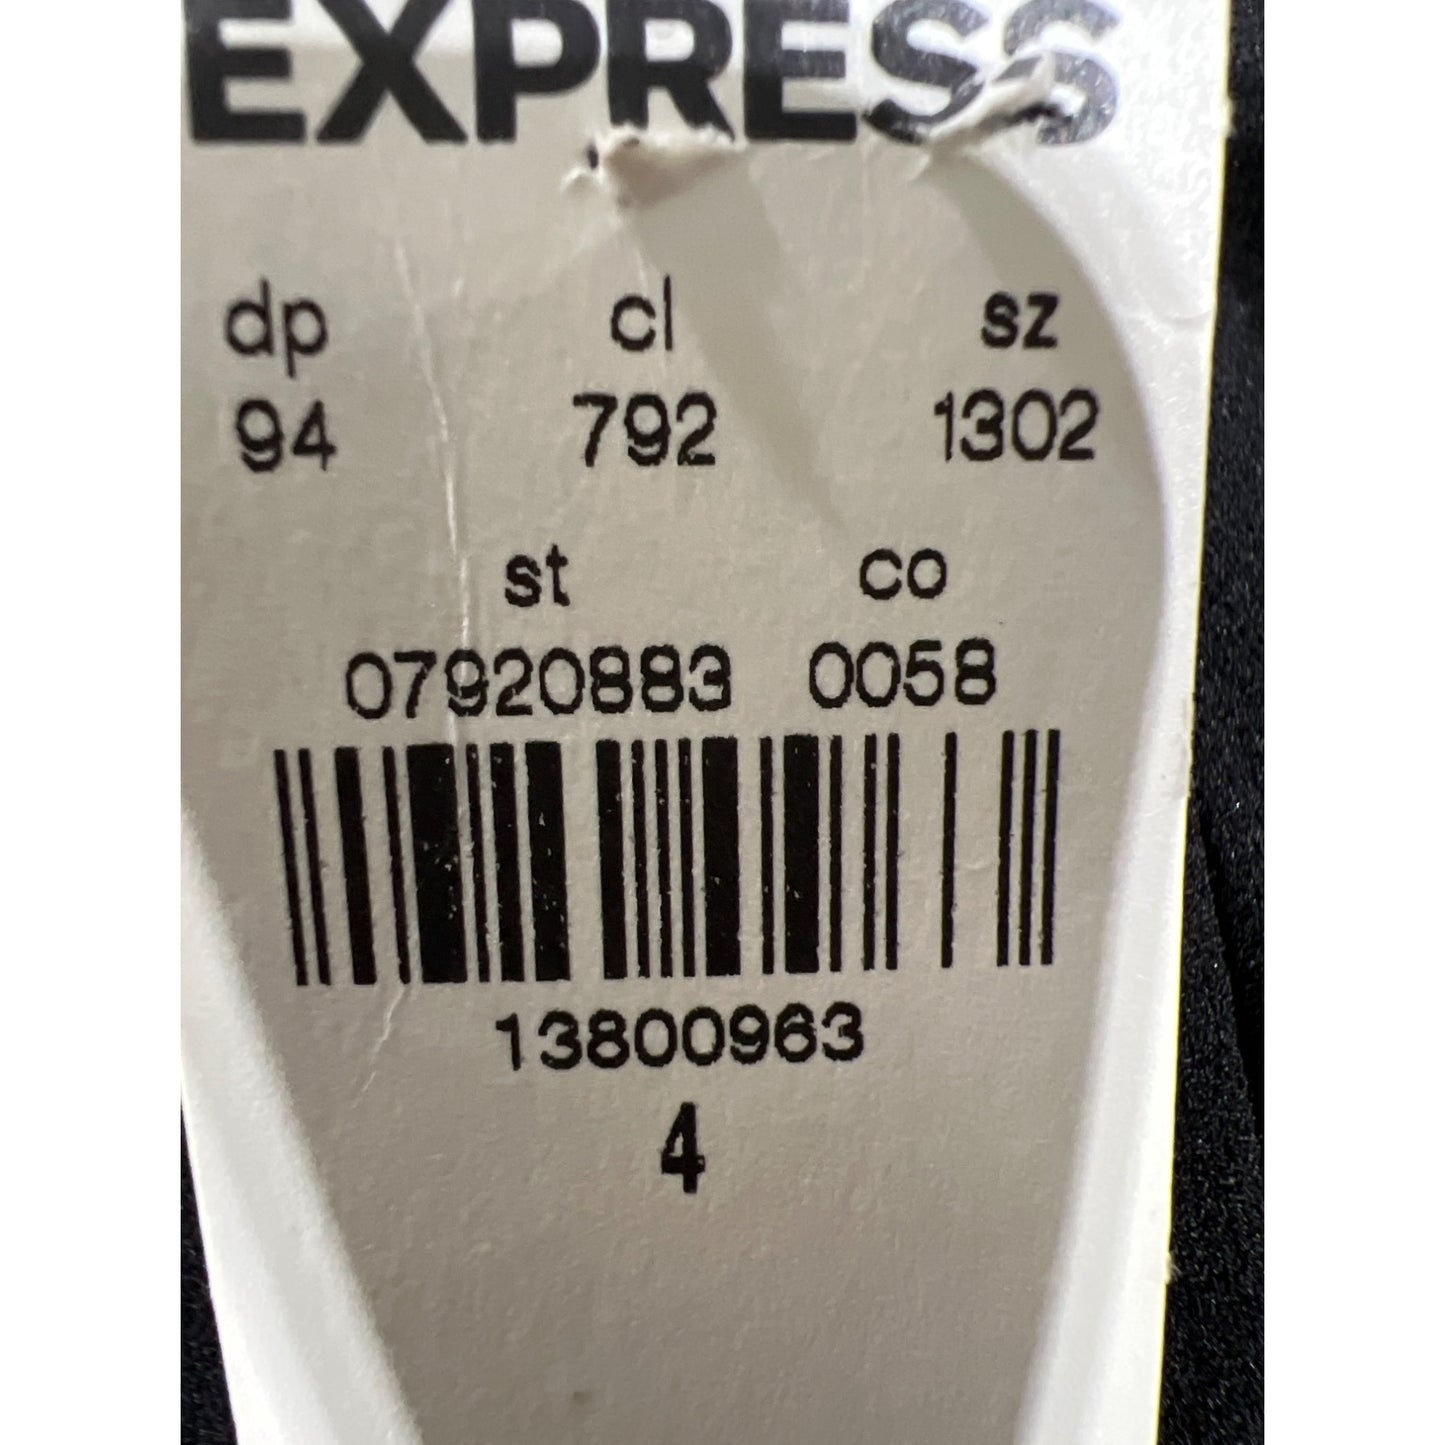 EXPRESS
dp cl sz
94 792 1302
st co
07920883 0058
13800963
4